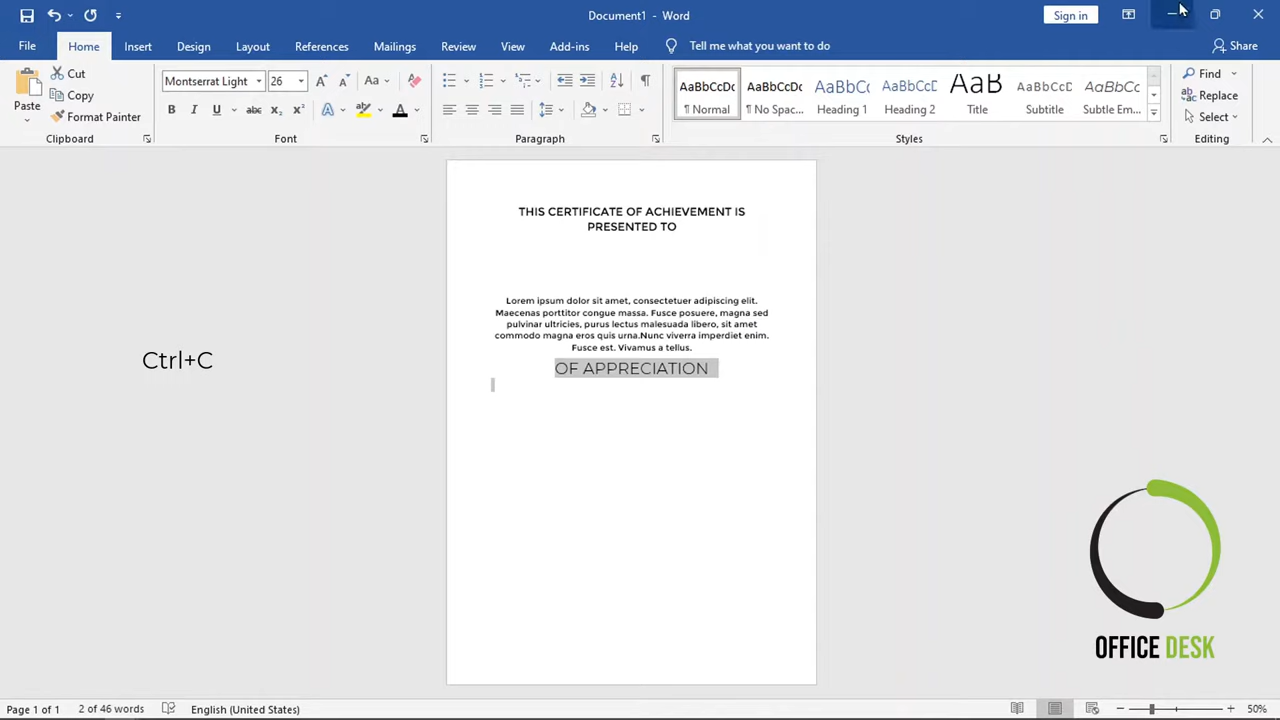 Document1 - Word
Sign in
File Home Insert Design Layout References Mailings Review View Add-ins Help Tell me what you want to do Share
Paste
Cut
Copy
Format Painter
Clipboard
Montserrat Light 26
Font
Paragraph
AaBbCcDc AaBbCcDc AaBbCc AaBbCcD AaB AaBbCcD AaBbCcDc
¶ Normal ¶ No Spac... Heading 1 Heading 2 Title Subtitle Subtle Em...
Styles
Find
Replace
Select
Editing
THIS CERTIFICATE OF ACHIEVEMENT IS
PRESENTED TO
Lorem ipsum dolor sit amet, consectetuer adipiscing elit.
Maecenas porttitor congue massa. Fusce posuere, magna sed
pulvinar ultricies, purus lectus malesuada libero, sit amet
commodo magna eros quis urna.Nunc viverra imperdiet enim.
Fusce est. Vivamus a tellus.
OF APPRECIATION
Ctrl+C
OFFICE DESK
Page 1 of 1 2 of 46 words English (United States) 50%